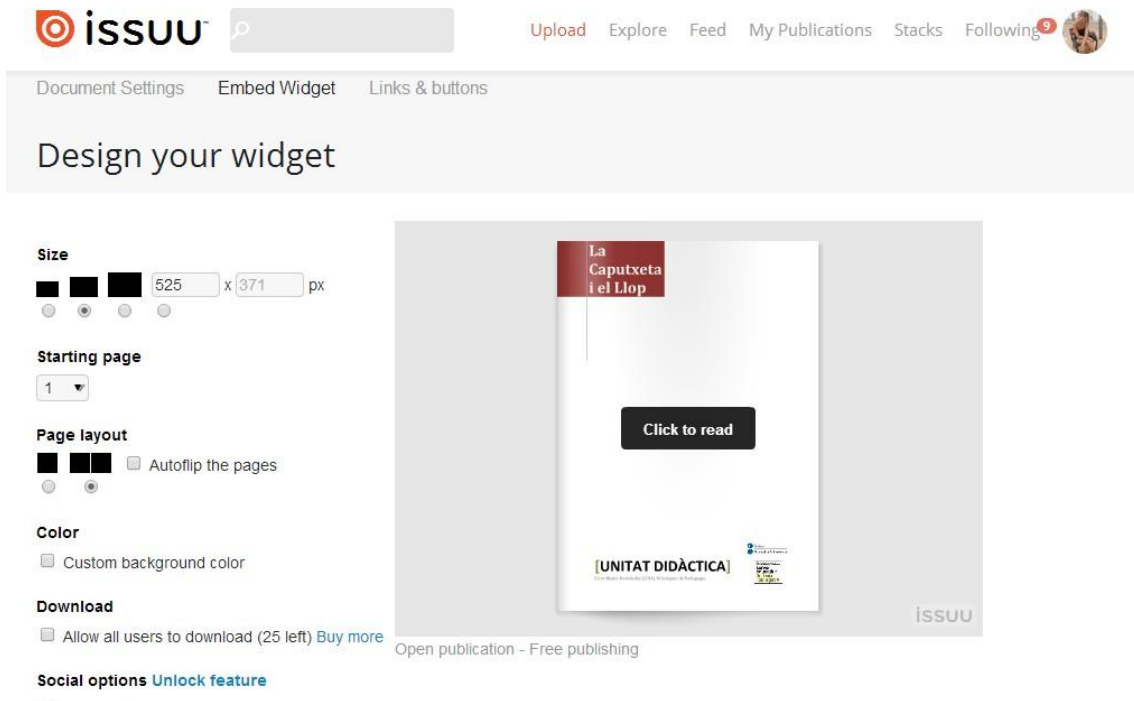 issuu
Upload Explore Feed My Publications Stacks Following 9
Document Settings Embed Widget Links & buttons
Design your widget
Size
525 x 371 px
Starting page
1
Page layout
Autoflip the pages
Color
Custom background color
Download
Allow all users to download (25 left) Buy more
Social options Unlock feature
La
Caputxeta
i el Llop
Click to read
[UNITAT DIDÀCTICA]
issuu
Open publication - Free publishing